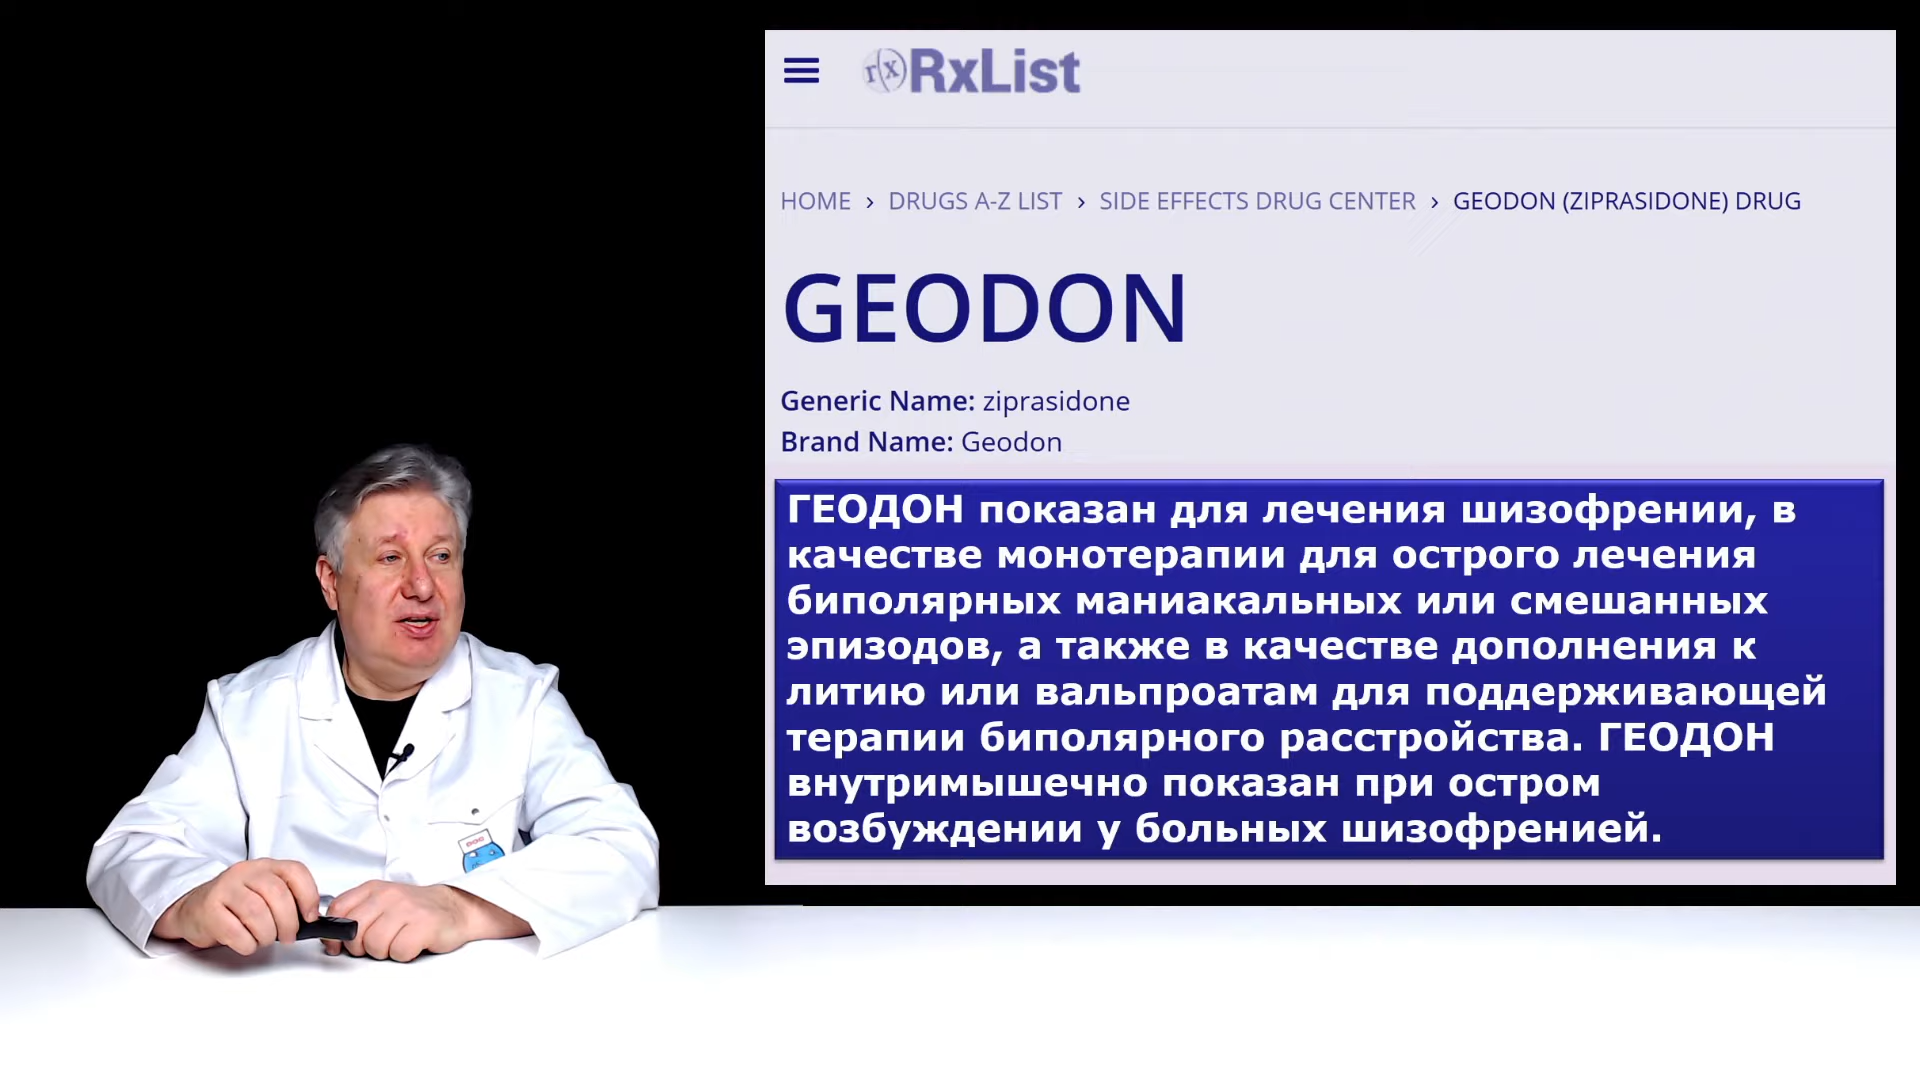 rx RxList
HOME › DRUGS A-Z LIST › SIDE EFFECTS DRUG CENTER › GEODON (ZIPRASIDONE) DRUG
GEODON
Generic Name: ziprasidone
Brand Name: Geodon
ГЕОДОН показан для лечения шизофрении, в
качестве монотерапии для острого лечения
биполярных маниакальных или смешанных
эпизодов, а также в качестве дополнения к
литию или вальпроатам для поддерживающей
терапии биполярного расстройства. ГЕОДОН
внутримышечно показан при остром
возбуждении у больных шизофренией.